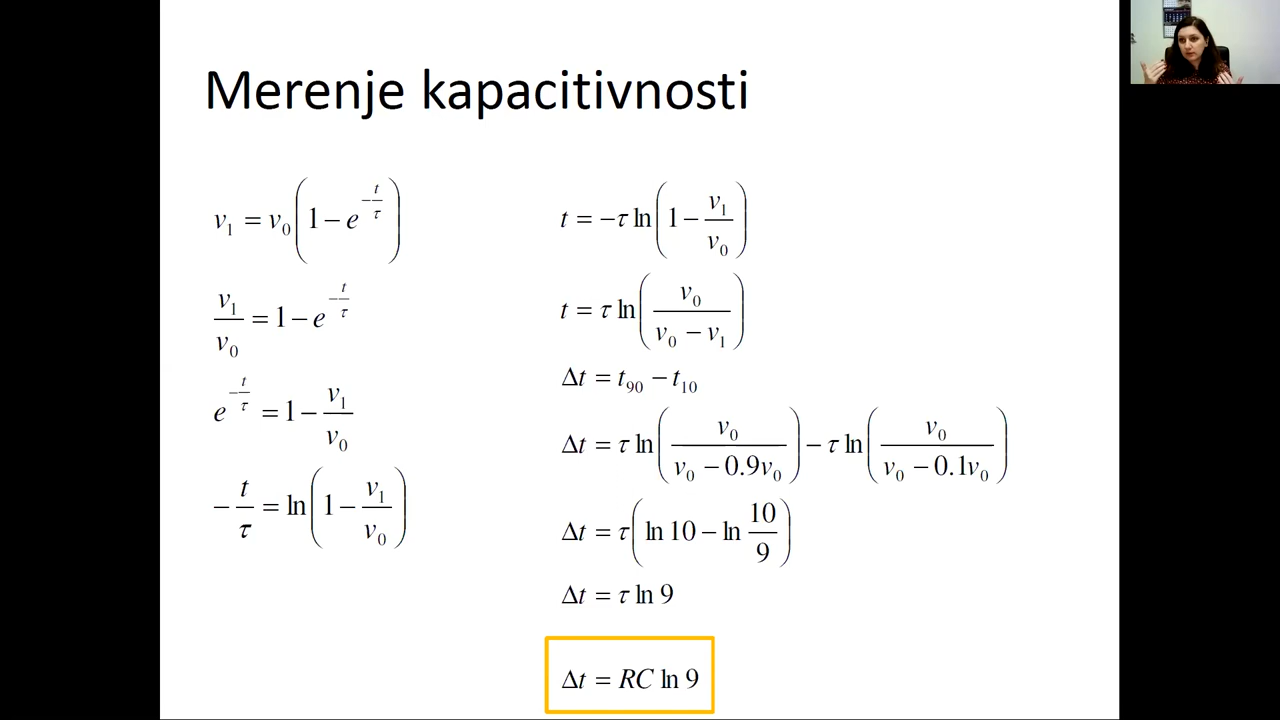 Merenje kapacitivnosti
v₁ = v₀(1 − e^(−t/τ))
v₁/v₀ = 1 − e^(−t/τ)
e^(−t/τ) = 1 − v₁/v₀
−t/τ = ln(1 − v₁/v₀)
t = −τ ln(1 − v₁/v₀)
t = τ ln(v₀/(v₀ − v₁))
Δt = t₉₀ − t₁₀
Δt = τ ln(v₀/(v₀ − 0.9v₀)) − τ ln(v₀/(v₀ − 0.1v₀))
Δt = τ(ln 10 − ln 10/9)
Δt = τ ln 9
Δt = RC ln 9